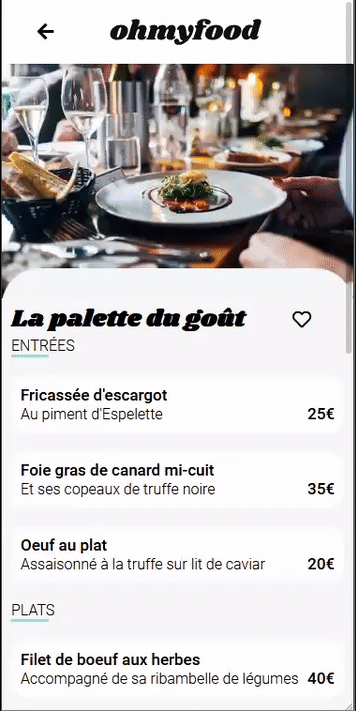 ohmyfood
La palette du goût
ENTRÉES
Fricassée d'escargot
Au piment d'Espelette 25€
Foie gras de canard mi-cuit
Et ses copeaux de truffe noire 35€
Oeuf au plat
Assaisonné à la truffe sur lit de caviar 20€
PLATS
Filet de boeuf aux herbes
Accompagné de sa ribambelle de légumes 40€